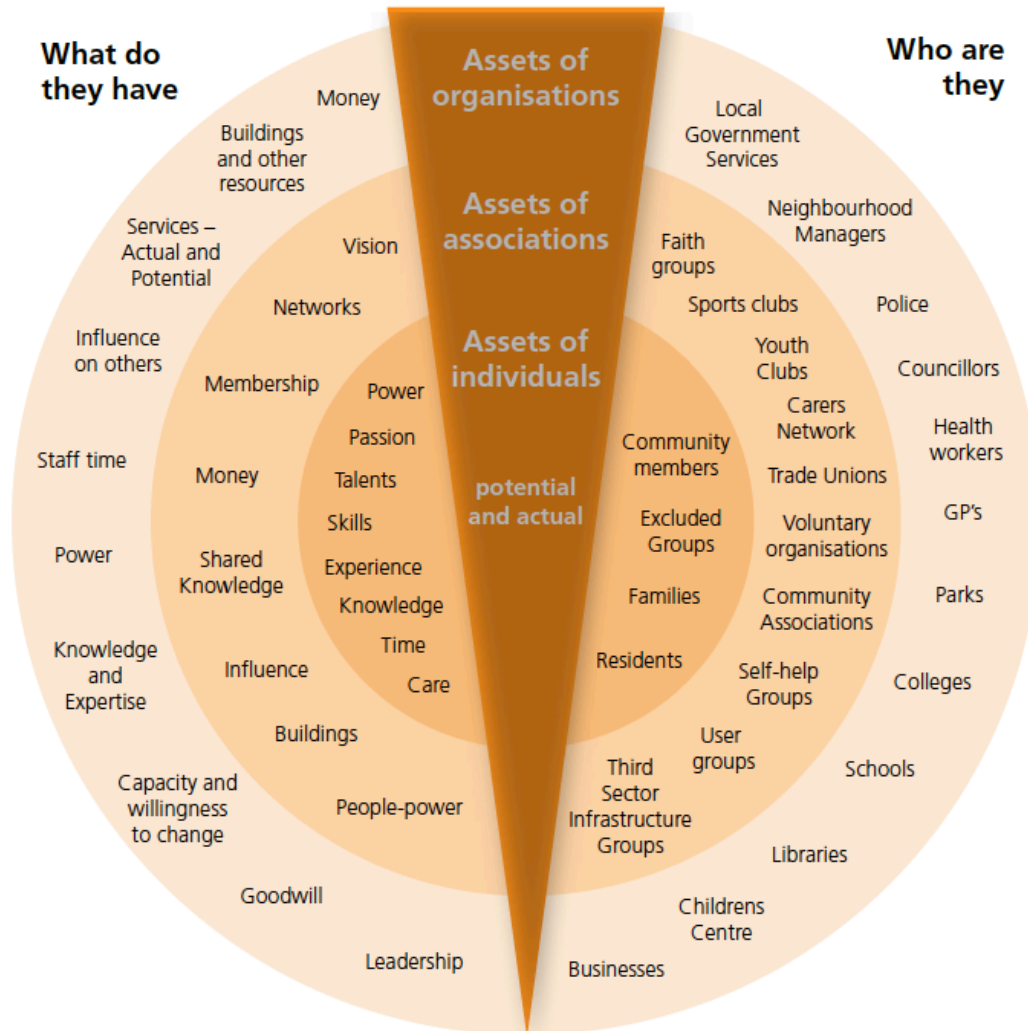 What do
they have
Assets of
organisations
Who are
they
Money
Buildings
and other
resources
Services –
Actual and
Potential
Influence
on others
Staff time
Power
Knowledge
and
Expertise
Capacity and
willingness
to change
Goodwill
Leadership
Local
Government
Services
Neighbourhood
Managers
Police
Councillors
Health
workers
GP's
Parks
Colleges
Schools
Libraries
Childrens
Centre
Businesses
Assets of
associations
Vision
Networks
Membership
Money
Shared
Knowledge
Influence
Buildings
People-power
Faith
groups
Sports clubs
Youth
Clubs
Carers
Network
Trade Unions
Voluntary
organisations
Community
Associations
Self-help
Groups
User
groups
Third
Sector
Infrastructure
Groups
Assets of
individuals
Power
Passion
Talents
Skills
Experience
Knowledge
Time
Care
potential
and actual
Community
members
Excluded
Groups
Families
Residents